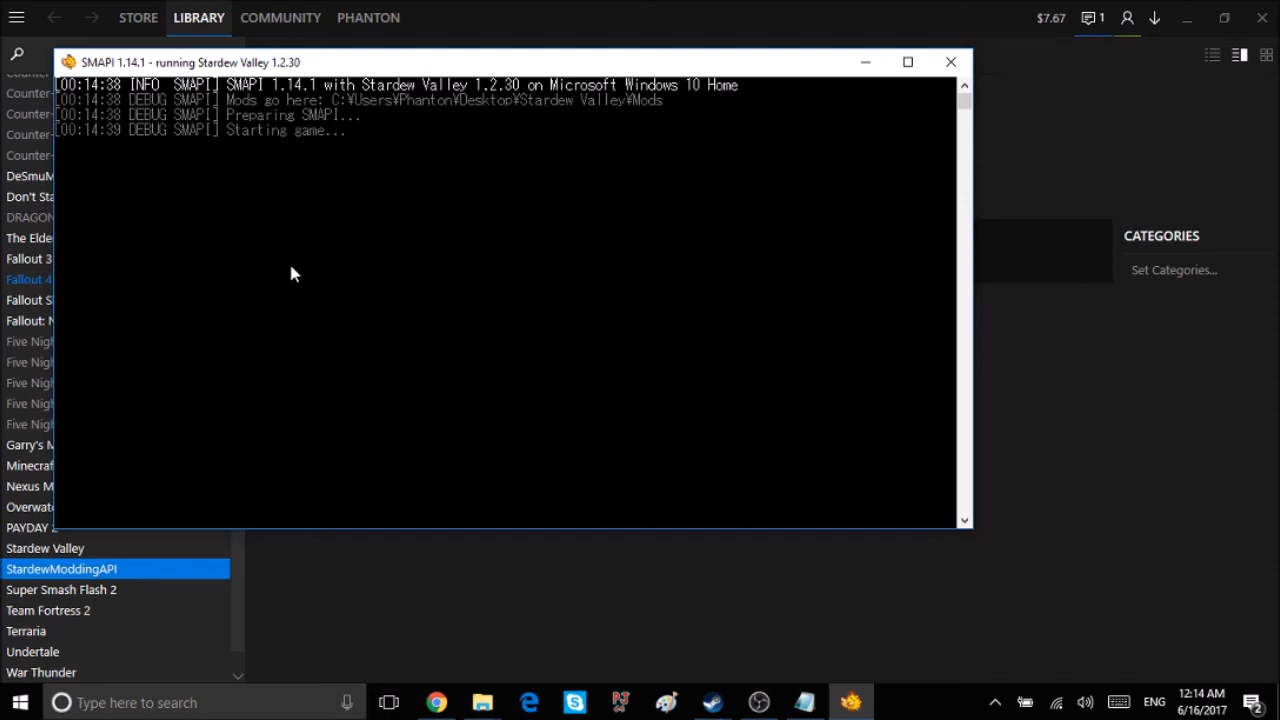 STORE LIBRARY COMMUNITY PHANTON $7.67 1
SMAPI 1.14.1 - running Stardew Valley 1.2.30
[00:14:38 INFO SMAPI] SMAPI 1.14.1 with Stardew Valley 1.2.30 on Microsoft Windows 10 Home
[00:14:38 DEBUG SMAPI] Mods go here: C:¥Users¥Phanton¥Desktop¥Stardew Valley¥Mods
[00:14:38 DEBUG SMAPI] Preparing SMAPI...
[00:14:39 DEBUG SMAPI] Starting game...
Counter-
Counter-
Counter-
Counter-
DeSmuM
Don't Sta
DRAGON
The Elde
Fallout 3
Fallout 4
Fallout S
Fallout: N
Five Nigh
Five Nigh
Five Nigh
Five Nigh
Five Nigh
Garry's M
Minecraf
Nexus M
Overwat
PAYDAY 2
Stardew Valley
StardewModdingAPI
Super Smash Flash 2
Team Fortress 2
Terraria
Undertale
War Thunder
CATEGORIES
Set Categories...
Type here to search
ENG
12:14 AM
6/16/2017
2